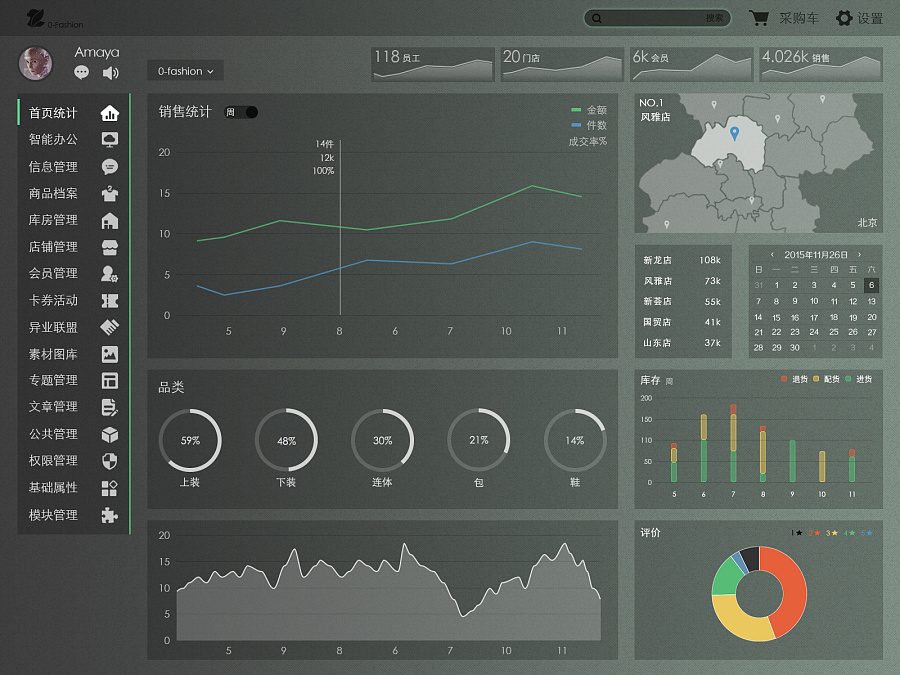 0-Fashion
搜索
采购车
设置
Amaya
0-fashion
118 员工
20 门店
6k 会员
4.026k 销售
首页统计
智能办公
信息管理
商品档案
库房管理
店铺管理
会员管理
卡券活动
异业联盟
素材图库
专题管理
文章管理
公共管理
权限管理
基础属性
模块管理
销售统计
周
金额
件数
成交率%
14件
12k
100%
20
15
10
5
0
5 9 8 6 7 10 11
NO.1
风雅店
北京
新龙店 108k
风雅店 73k
新荟店 55k
国贸店 41k
山东店 37k
‹ 2015年11月26日 ›
日 一 二 三 四 五 六
31 1 2 3 4 5 6
7 8 9 10 11 12 13
14 15 16 17 18 19 20
21 22 23 24 25 26 27
28 29 30 1 2 3 4
品类
59% 48% 30% 21% 14%
上装 下装 连体 包 鞋
库存 周
退货 配货 进货
200
150
110
50
0
5 6 7 8 9 10 11
20
15
10
5
0
5 9 8 6 7 10 11
评价
1★ 2★ 3★ 4★ 5★